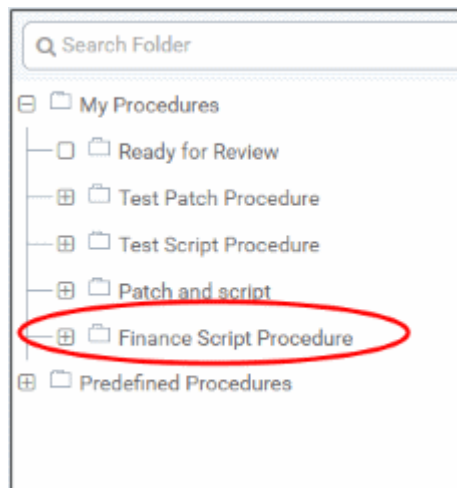 Search Folder
My Procedures
Ready for Review
Test Patch Procedure
Test Script Procedure
Patch and script
Finance Script Procedure
Predefined Procedures